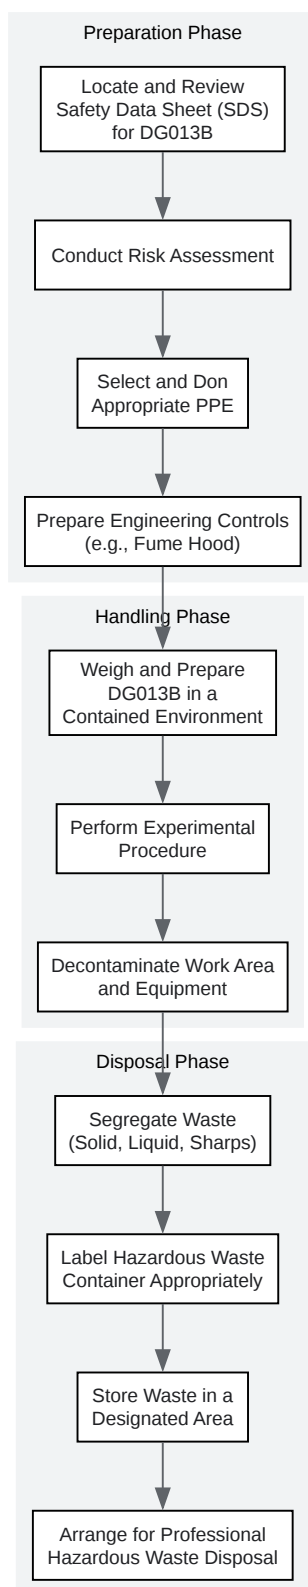 Preparation Phase
Locate and Review
Safety Data Sheet (SDS)
for DG013B
Conduct Risk Assessment
Select and Don
Appropriate PPE
Prepare Engineering Controls
(e.g., Fume Hood)
Handling Phase
Weigh and Prepare
DG013B in a
Contained Environment
Perform Experimental
Procedure
Decontaminate Work Area
and Equipment
Disposal Phase
Segregate Waste
(Solid, Liquid, Sharps)
Label Hazardous Waste
Container Appropriately
Store Waste in a
Designated Area
Arrange for Professional
Hazardous Waste Disposal